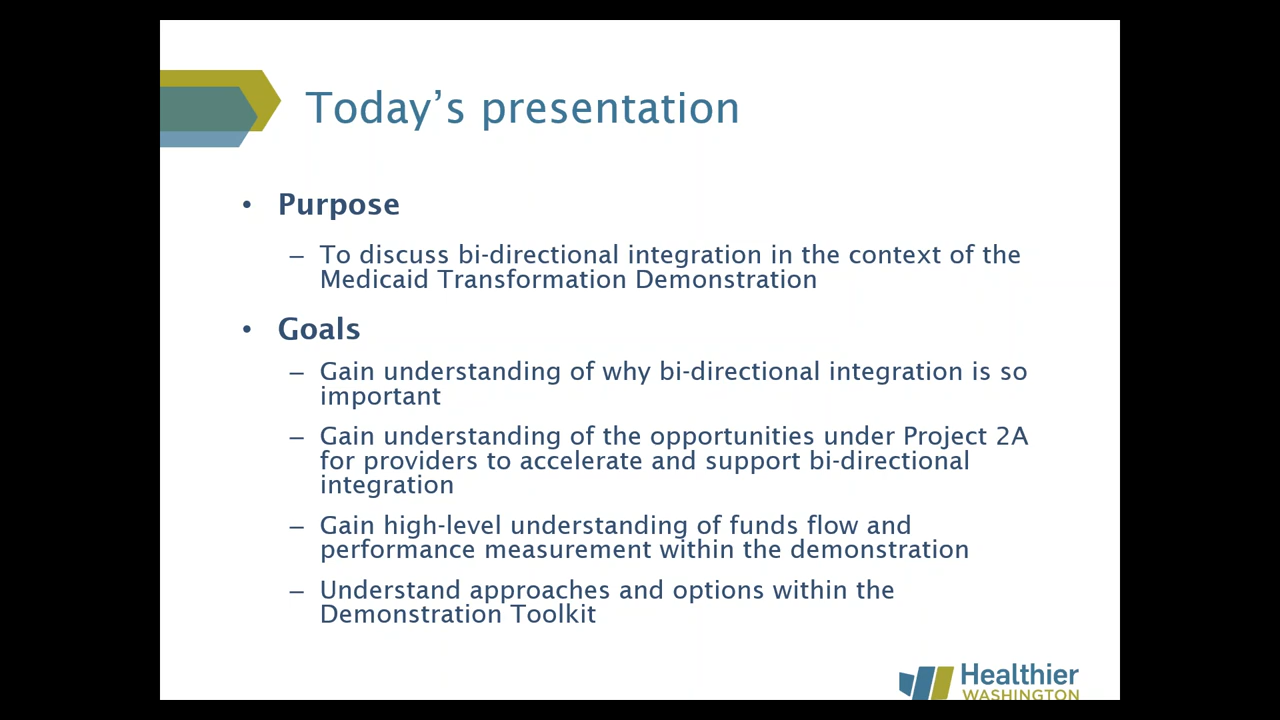 Today’s presentation
• Purpose
– To discuss bi-directional integration in the context of the
Medicaid Transformation Demonstration
• Goals
– Gain understanding of why bi-directional integration is so
important
– Gain understanding of the opportunities under Project 2A
for providers to accelerate and support bi-directional
integration
– Gain high-level understanding of funds flow and
performance measurement within the demonstration
– Understand approaches and options within the
Demonstration Toolkit
Healthier
WASHINGTON